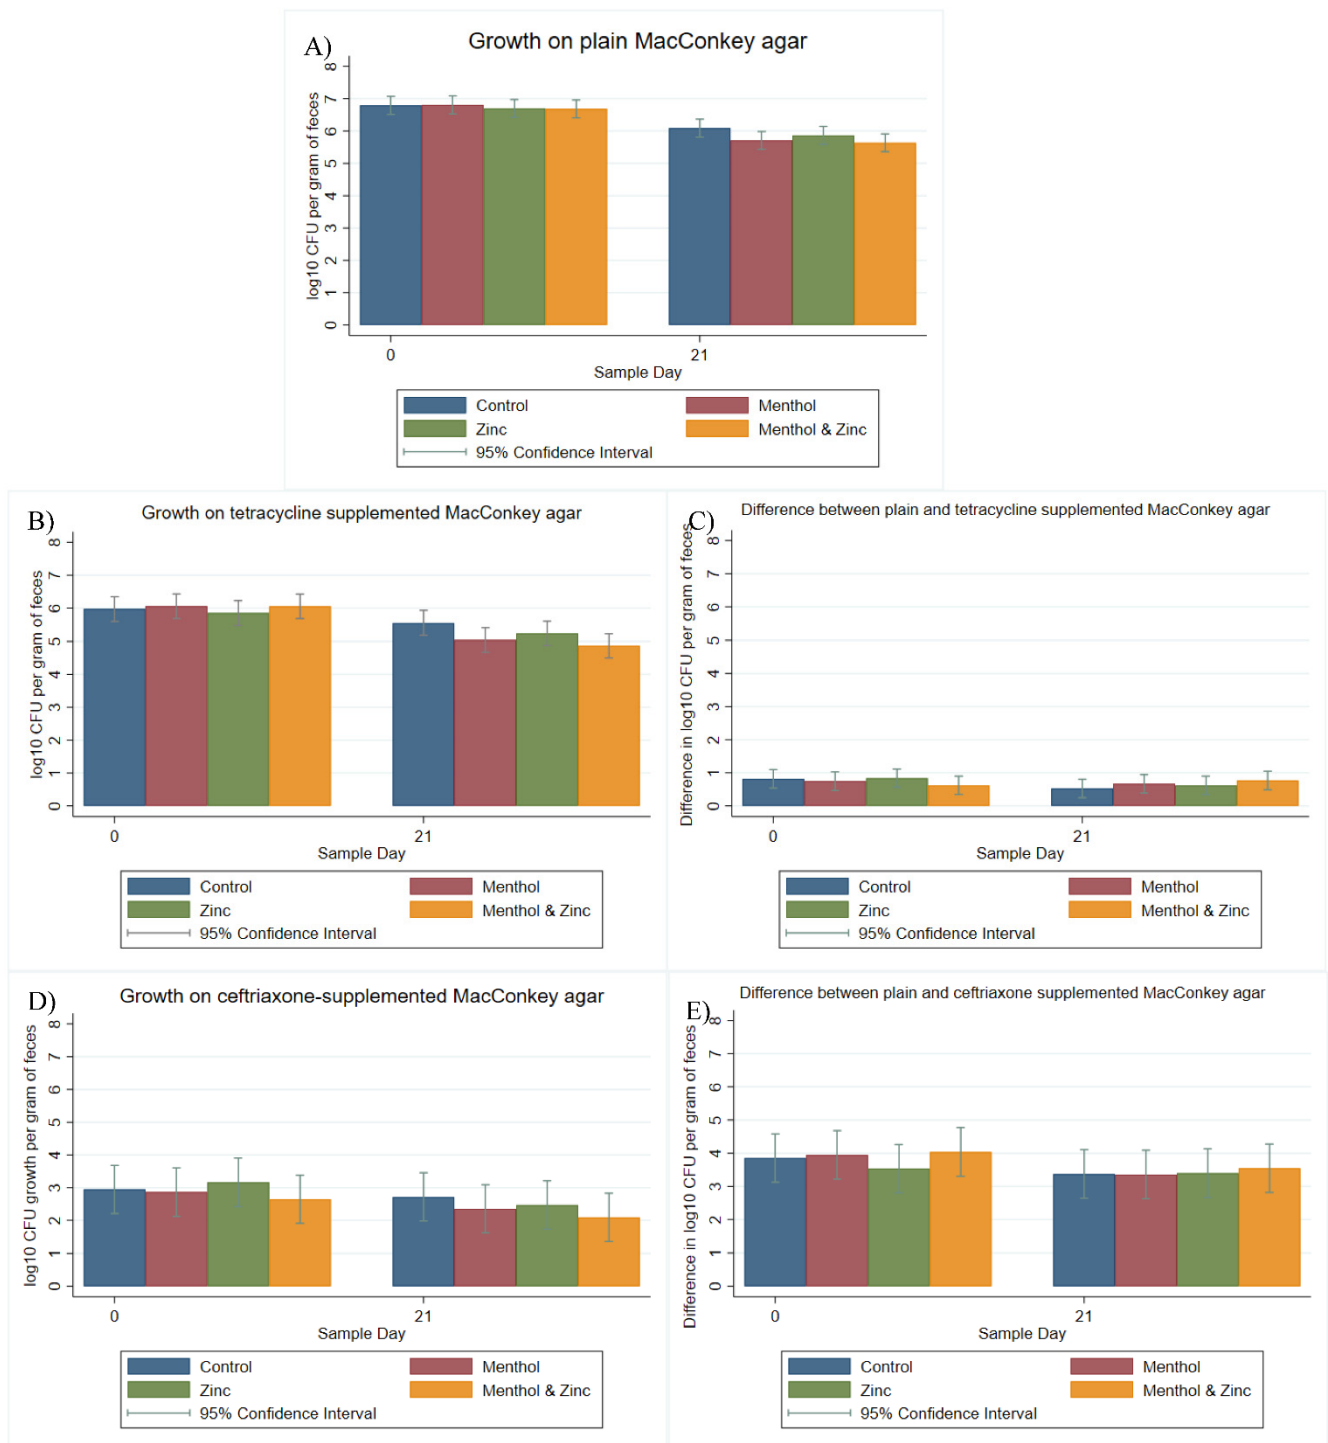 A)
Growth on plain MacConkey agar
log10 CFU per gram of feces
8
7
6
5
4
3
2
1
0
0 21
Sample Day
Control Menthol
Zinc Menthol & Zinc
95% Confidence Interval
B)
Growth on tetracycline supplemented MacConkey agar
log10 CFU per gram of feces
8
7
6
5
4
3
2
1
0
0 21
Sample Day
Control Menthol
Zinc Menthol & Zinc
95% Confidence Interval
C)
Difference between plain and tetracycline supplemented MacConkey agar
Difference in log10 CFU per gram of feces
8
7
6
5
4
3
2
1
0
0 21
Sample Day
Control Menthol
Zinc Menthol & Zinc
95% Confidence Interval
D)
Growth on ceftriaxone-supplemented MacConkey agar
log10 CFU growth per gram of feces
8
7
6
5
4
3
2
1
0
0 21
Sample Day
Control Menthol
Zinc Menthol & Zinc
95% Confidence Interval
E)
Difference between plain and ceftriaxone supplemented MacConkey agar
Difference in log10 CFU per gram of feces
8
7
6
5
4
3
2
1
0
0 21
Sample Day
Control Menthol
Zinc Menthol & Zinc
95% Confidence Interval